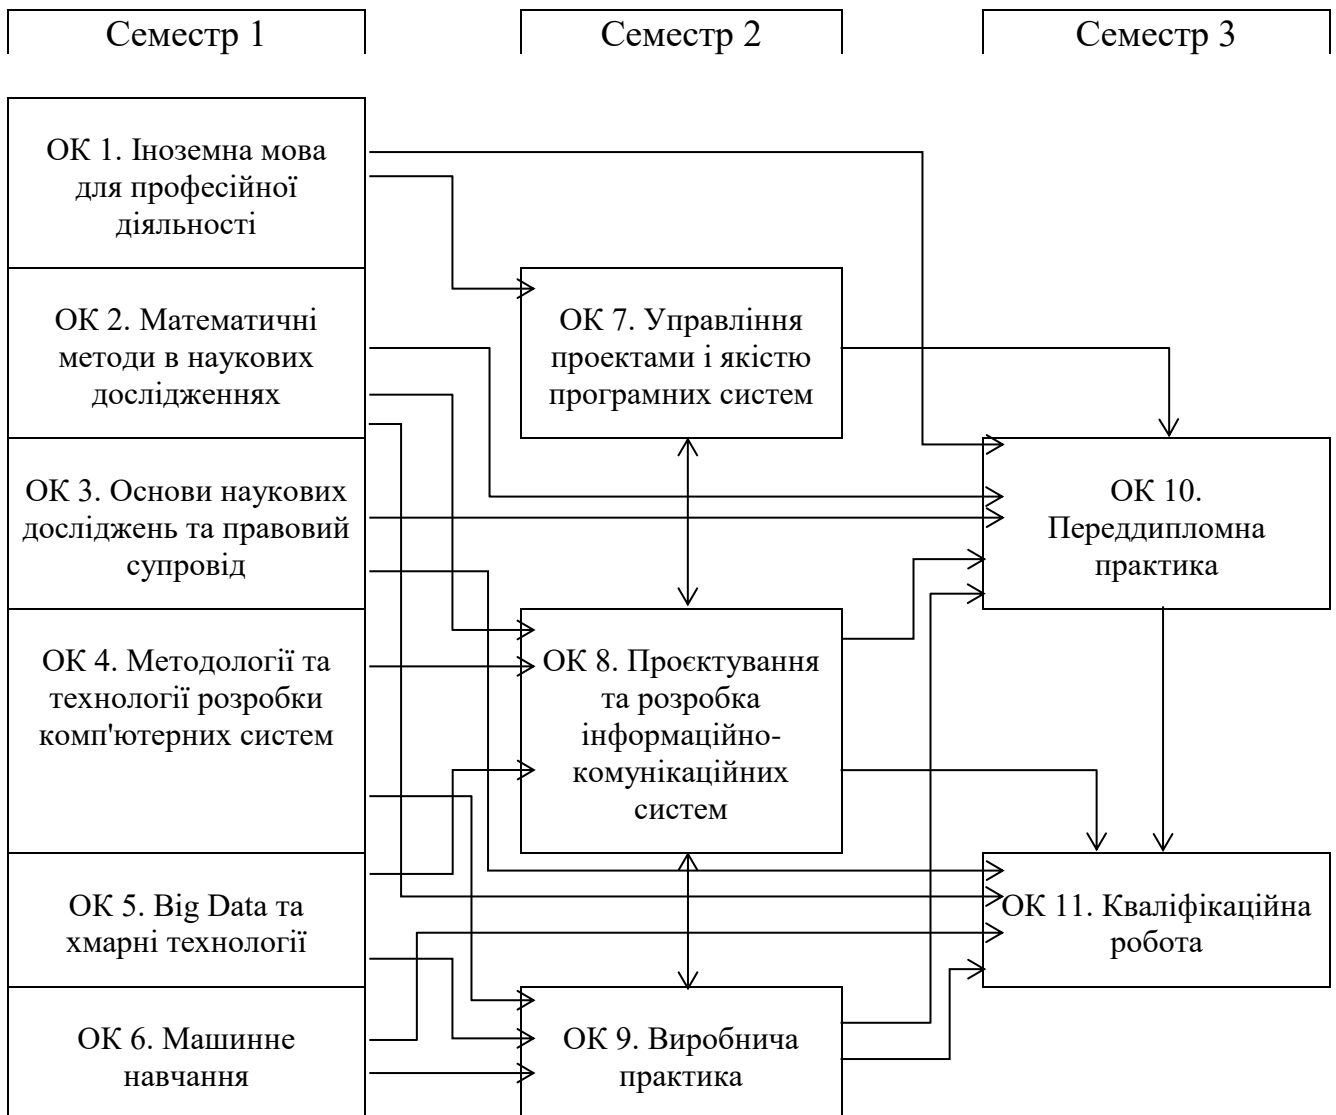 Семестр 1
Семестр 2
Семестр 3
ОК 1. Іноземна мова
для професійної
діяльності
ОК 2. Математичні
методи в наукових
дослідженнях
ОК 3. Основи наукових
досліджень та правовий
супровід
ОК 4. Методології та
технології розробки
комп'ютерних систем
ОК 5. Big Data та
хмарні технології
ОК 6. Машинне
навчання
ОК 7. Управління
проектами і якістю
програмних систем
ОК 8. Проєктування
та розробка
інформаційно-
комунікаційних
систем
ОК 9. Виробнича
практика
ОК 10.
Переддипломна
практика
ОК 11. Кваліфікаційна
робота